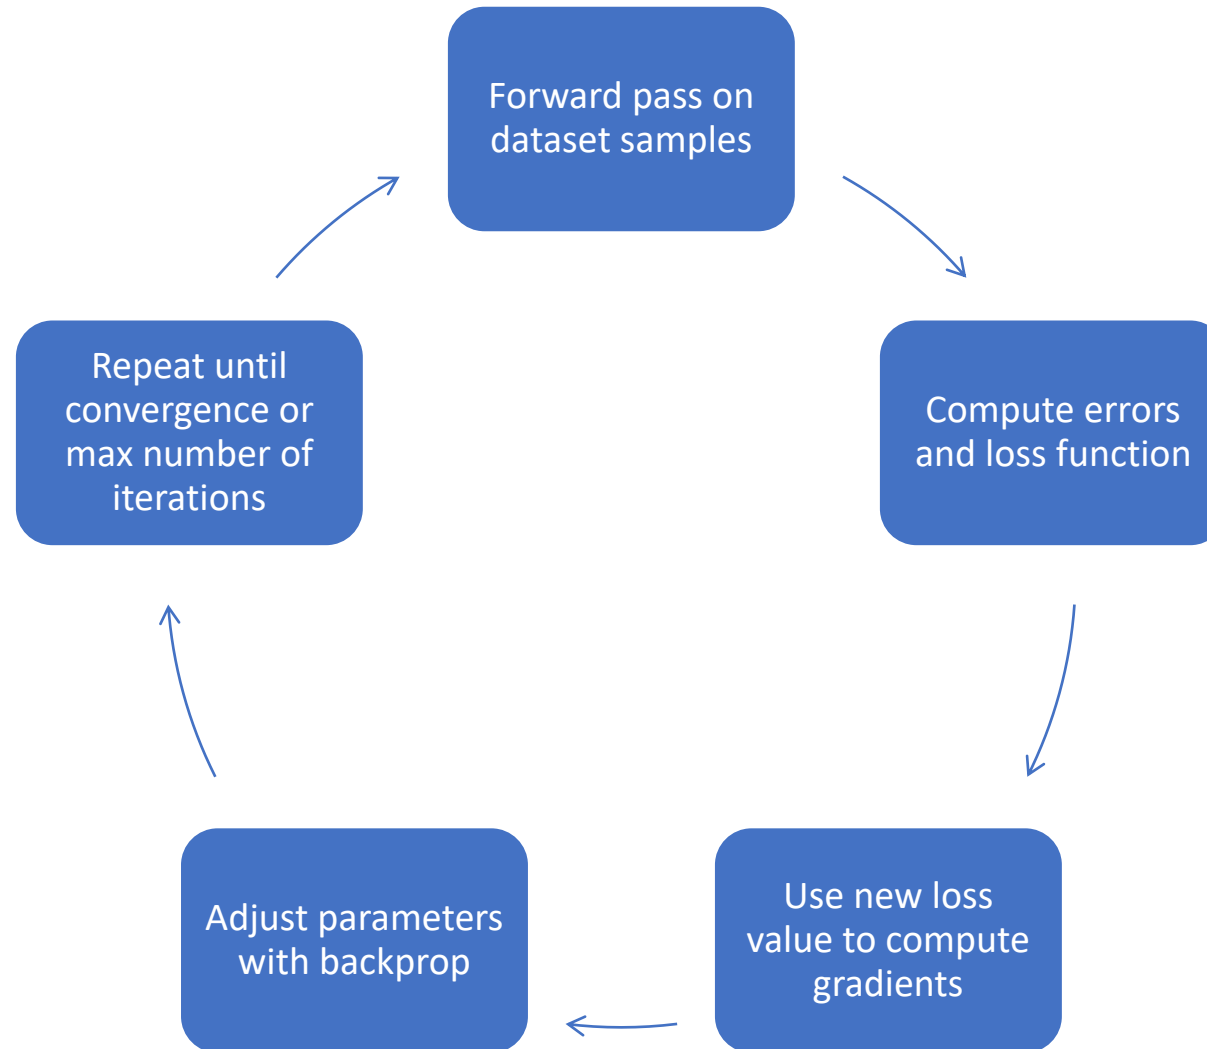 Forward pass on
dataset samples
Compute errors
and loss function
Use new loss
value to compute
gradients
Adjust parameters
with backprop
Repeat until
convergence or
max number of
iterations